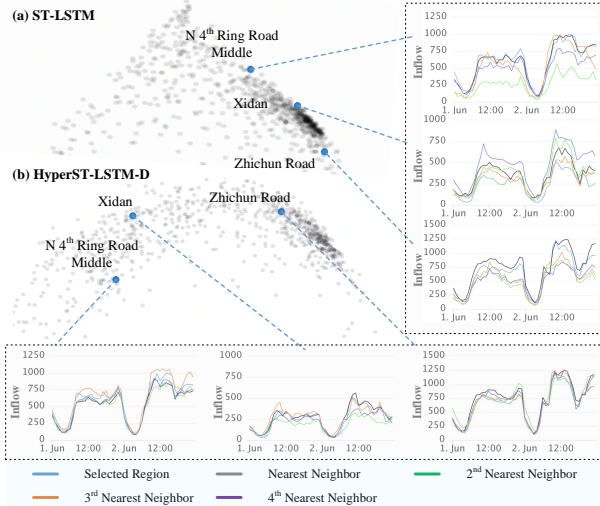 (a) ST-LSTM
N 4th Ring Road
Middle
Xidan
Zhichun Road
(b) HyperST-LSTM-D
Xidan
Zhichun Road
N 4th Ring Road
Middle
Inflow
1250
1000
750
500
250
0
1. Jun 12:00 2. Jun 12:00
Inflow
1000
750
500
250
0
1. Jun 12:00 2. Jun 12:00
Inflow
1500
1250
1000
750
500
250
0
1. Jun 12:00 2. Jun 12:00
Inflow
1250
1000
750
500
250
0
1. Jun 12:00 2. Jun 12:00
Inflow
1000
750
500
250
0
1. Jun 12:00 2. Jun 12:00
Inflow
1500
1250
1000
750
500
250
0
1. Jun 12:00 2. Jun 12:00
Selected Region Nearest Neighbor 2nd Nearest Neighbor
3rd Nearest Neighbor 4th Nearest Neighbor